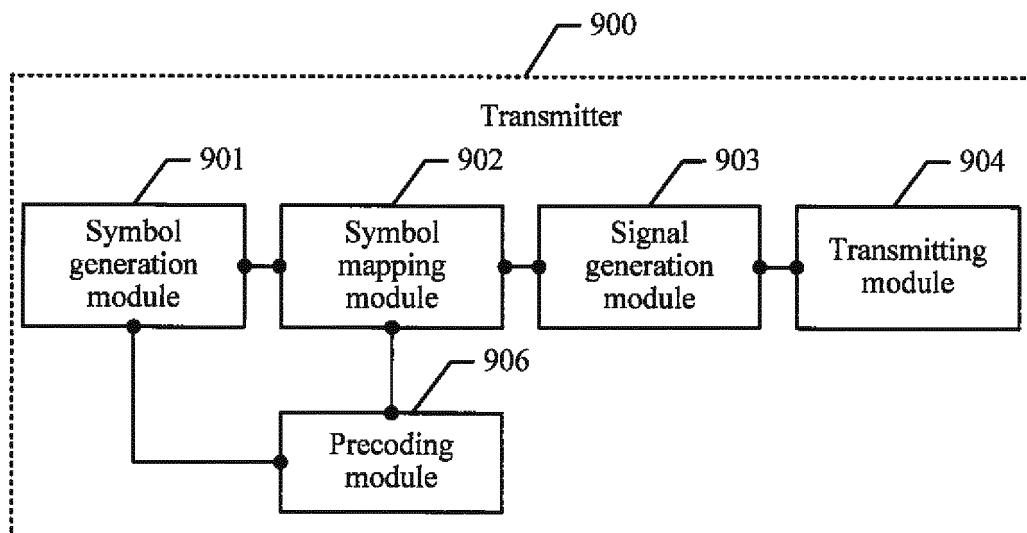 900
Transmitter
901
902
903
904
Symbol
generation
module
Symbol
mapping
module
Signal
generation
module
Transmitting
module
906
Precoding
module